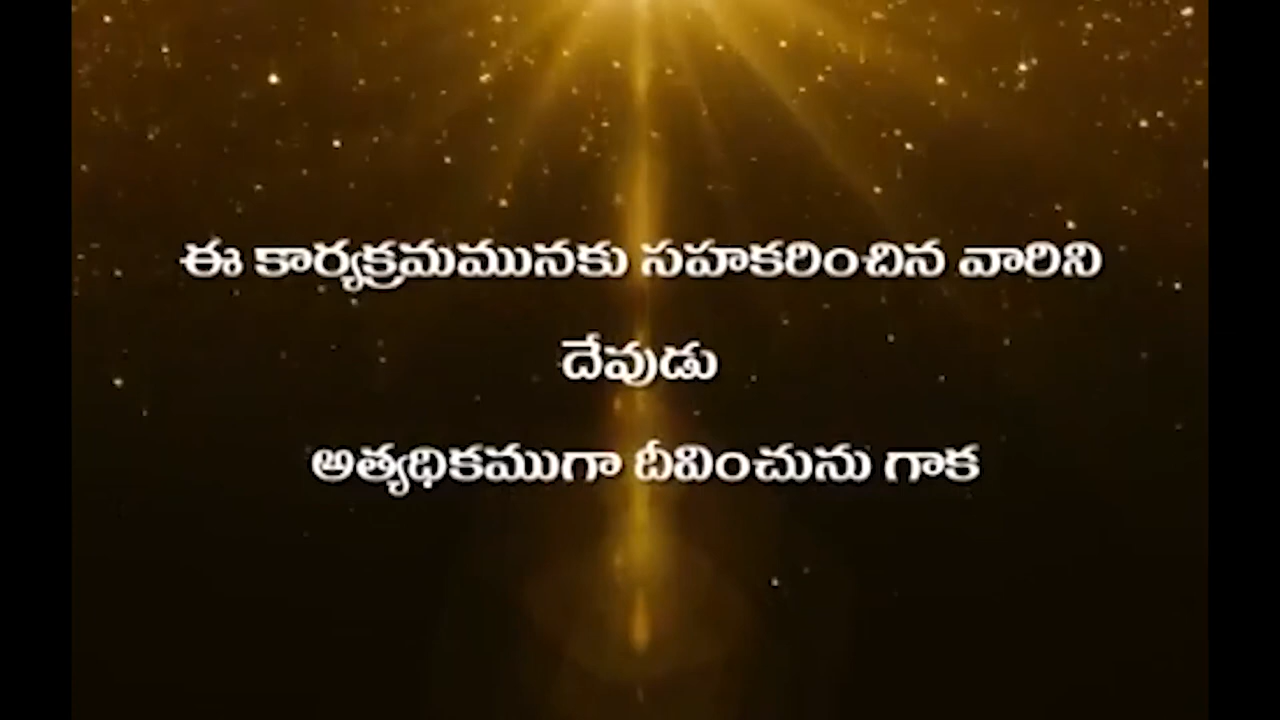 ఈ కార్యక్రమమునకు సహకరించిన వారిని
దేవుడు
అత్యధికముగా దీవించును గాక